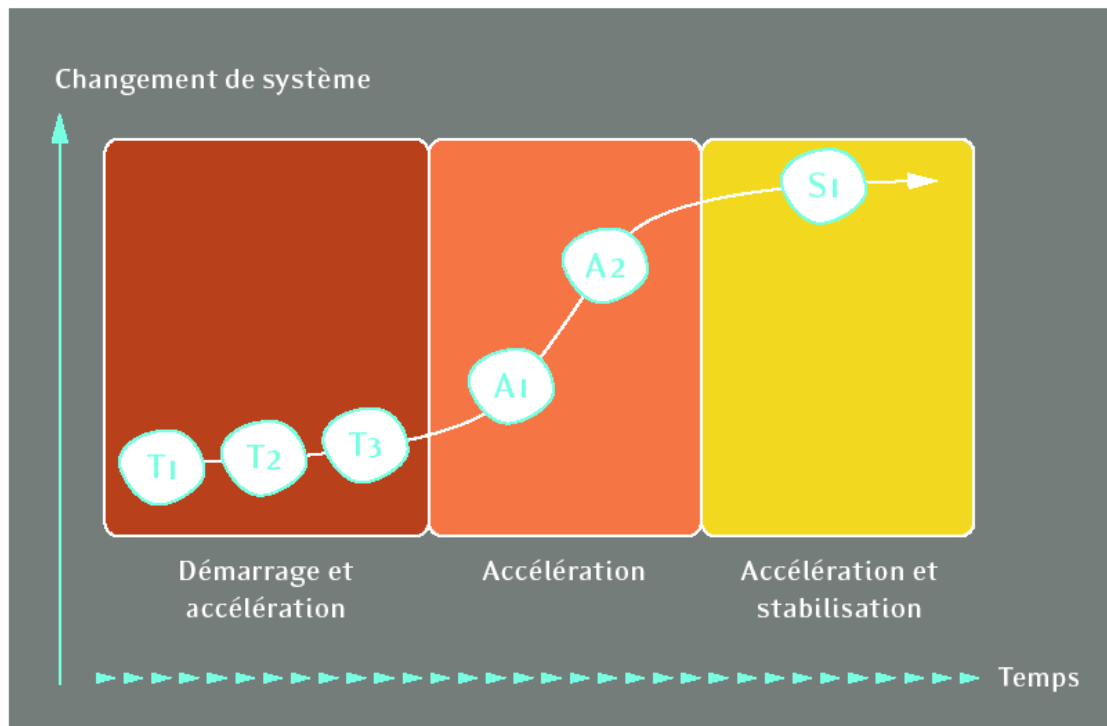 Changement de système
S1
A2
A1
T1
T2
T3
Démarrage et
accélération
Accélération
Accélération et
stabilisation
Temps